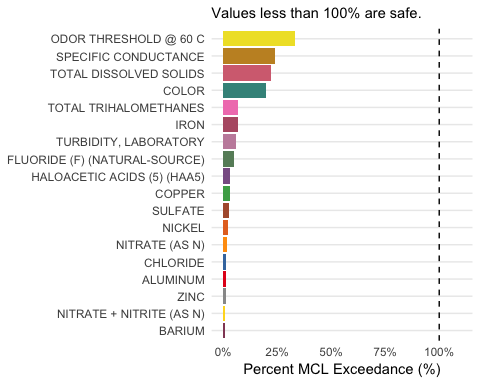 Values less than 100% are safe.
ODOR THRESHOLD @ 60 C
SPECIFIC CONDUCTANCE
TOTAL DISSOLVED SOLIDS
COLOR
TOTAL TRIHALOMETHANES
IRON
TURBIDITY, LABORATORY
FLUORIDE (F) (NATURAL-SOURCE)
HALOACETIC ACIDS (5) (HAA5)
COPPER
SULFATE
NICKEL
NITRATE (AS N)
CHLORIDE
ALUMINUM
ZINC
NITRATE + NITRITE (AS N)
BARIUM
0% 25% 50% 75% 100%
Percent MCL Exceedance (%)